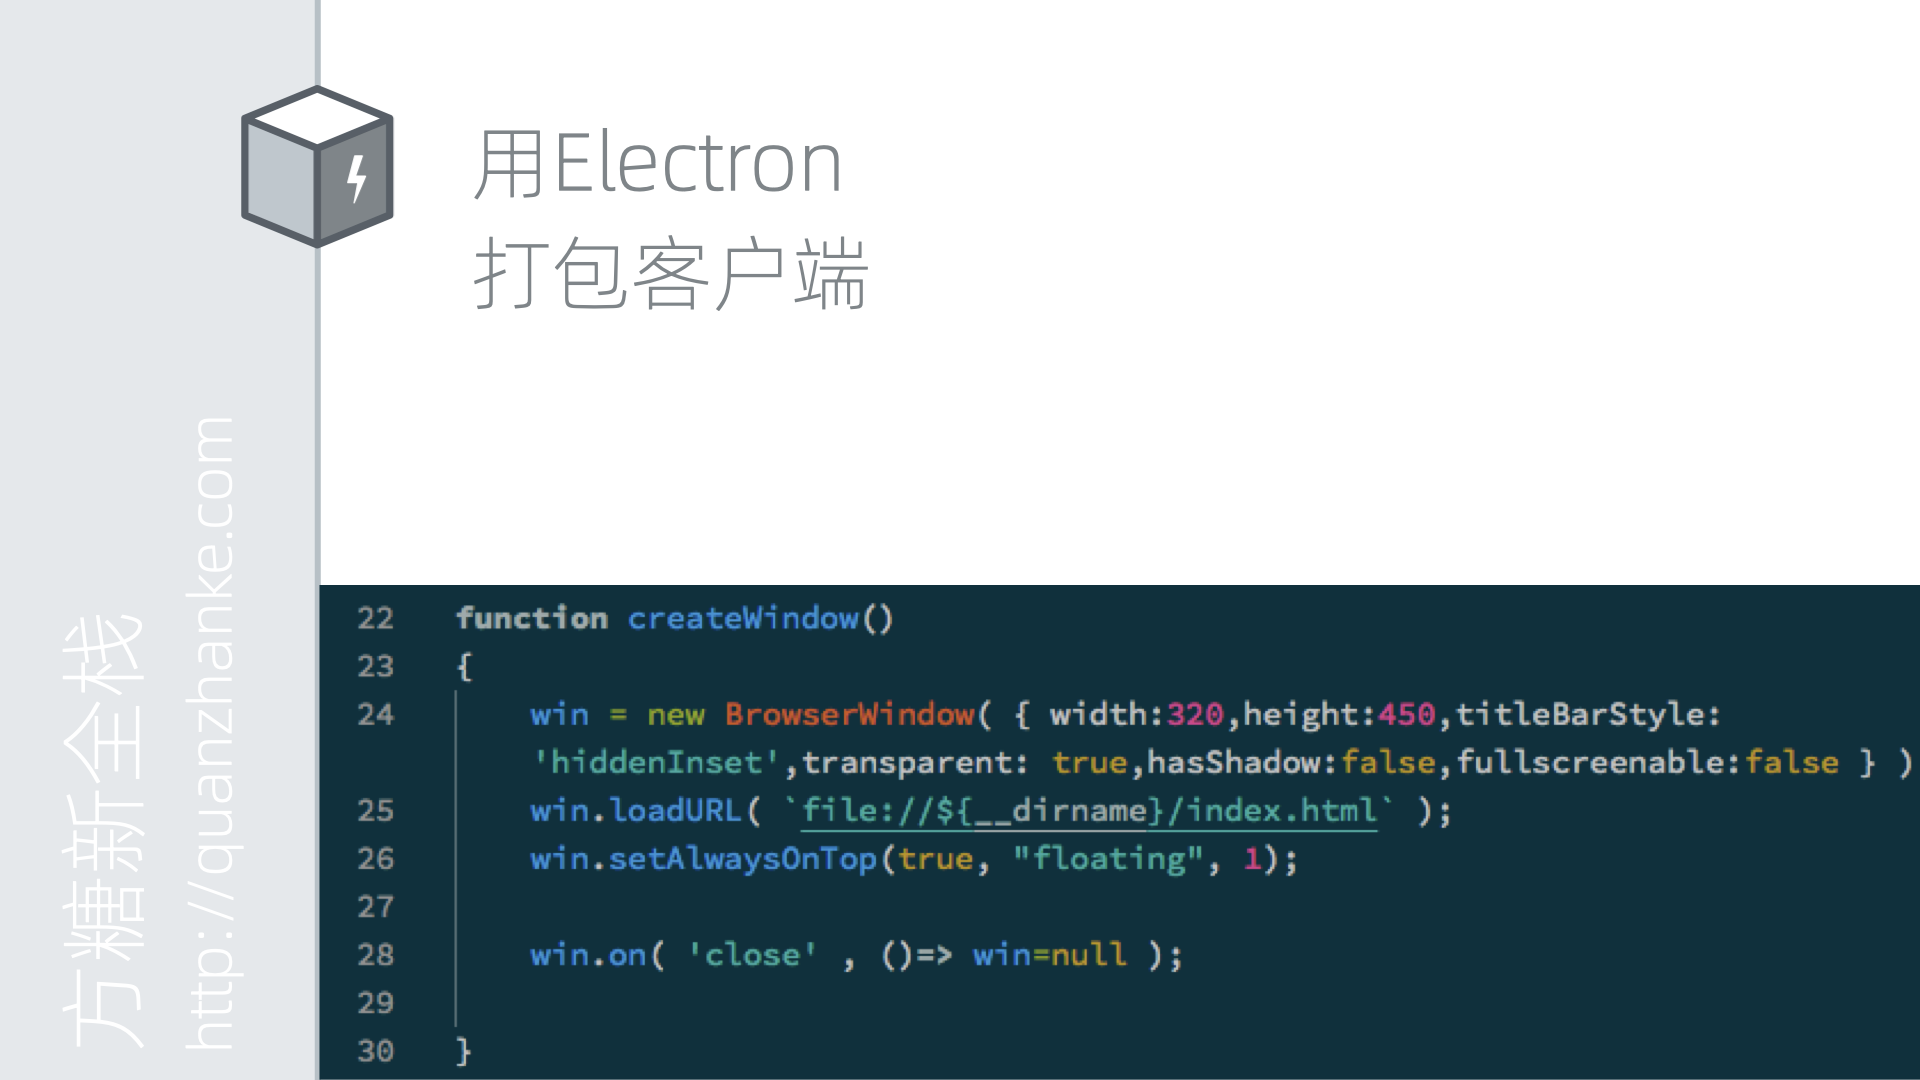 用Electron
打包客户端
方糖新全栈
http://quanzhanke.com
22 function createWindow()
23 {
24 win = new BrowserWindow( { width:320,height:450,titleBarStyle:
'hiddenInset',transparent: true,hasShadow:false,fullscreenable:false } )
25 win.loadURL( `file://${__dirname}/index.html` );
26 win.setAlwaysOnTop(true, "floating", 1);
27
28 win.on( 'close' , ()=> win=null );
29
30 }